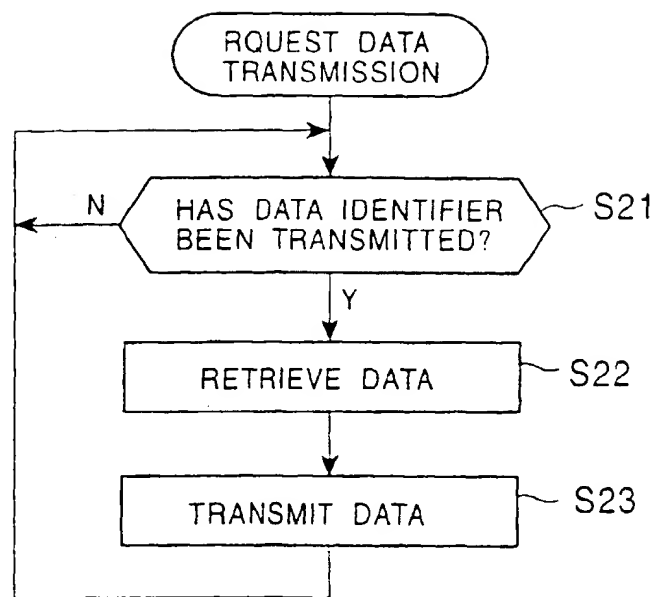 RQUEST DATA
TRANSMISSION
N
HAS DATA IDENTIFIER
BEEN TRANSMITTED?
S21
Y
RETRIEVE DATA
S22
TRANSMIT DATA
S23